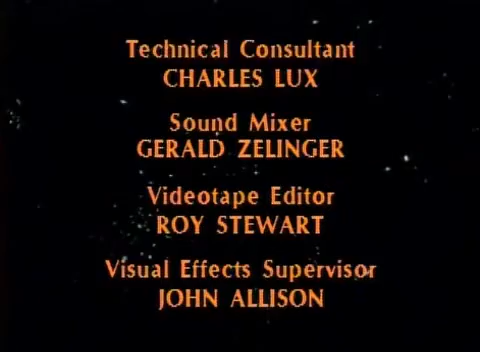 Technical Consultant
CHARLES LUX
Sound Mixer
GERALD ZELINGER
Videotape Editor
ROY STEWART
Visual Effects Supervisor
JOHN ALLISON